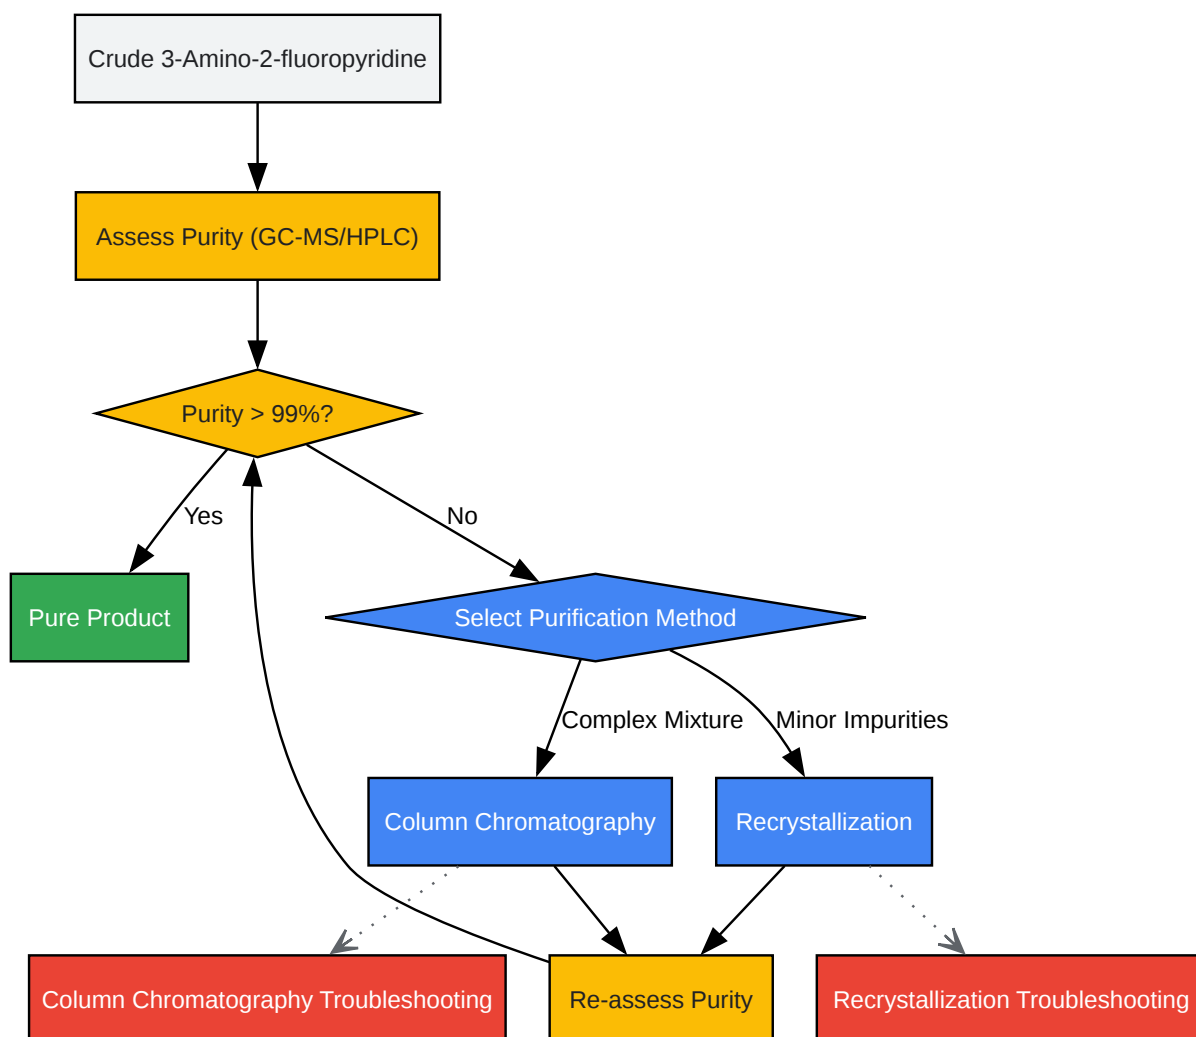 Crude 3-Amino-2-fluoropyridine
Assess Purity (GC-MS/HPLC)
Purity > 99%?
Yes
No
Pure Product
Select Purification Method
Complex Mixture
Minor Impurities
Column Chromatography
Recrystallization
Column Chromatography Troubleshooting
Re-assess Purity
Recrystallization Troubleshooting